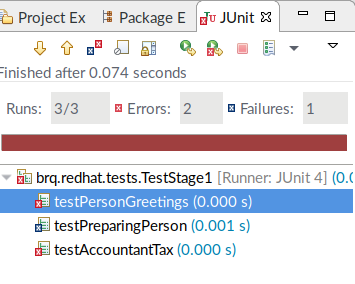 Project Ex
Package E
JUnit
Finished after 0.074 seconds
Runs: 3/3 Errors: 2 Failures: 1
brq.redhat.tests.TestStage1 [Runner: JUnit 4] (0.0
testPersonGreetings (0.000 s)
testPreparingPerson (0.001 s)
testAccountantTax (0.000 s)